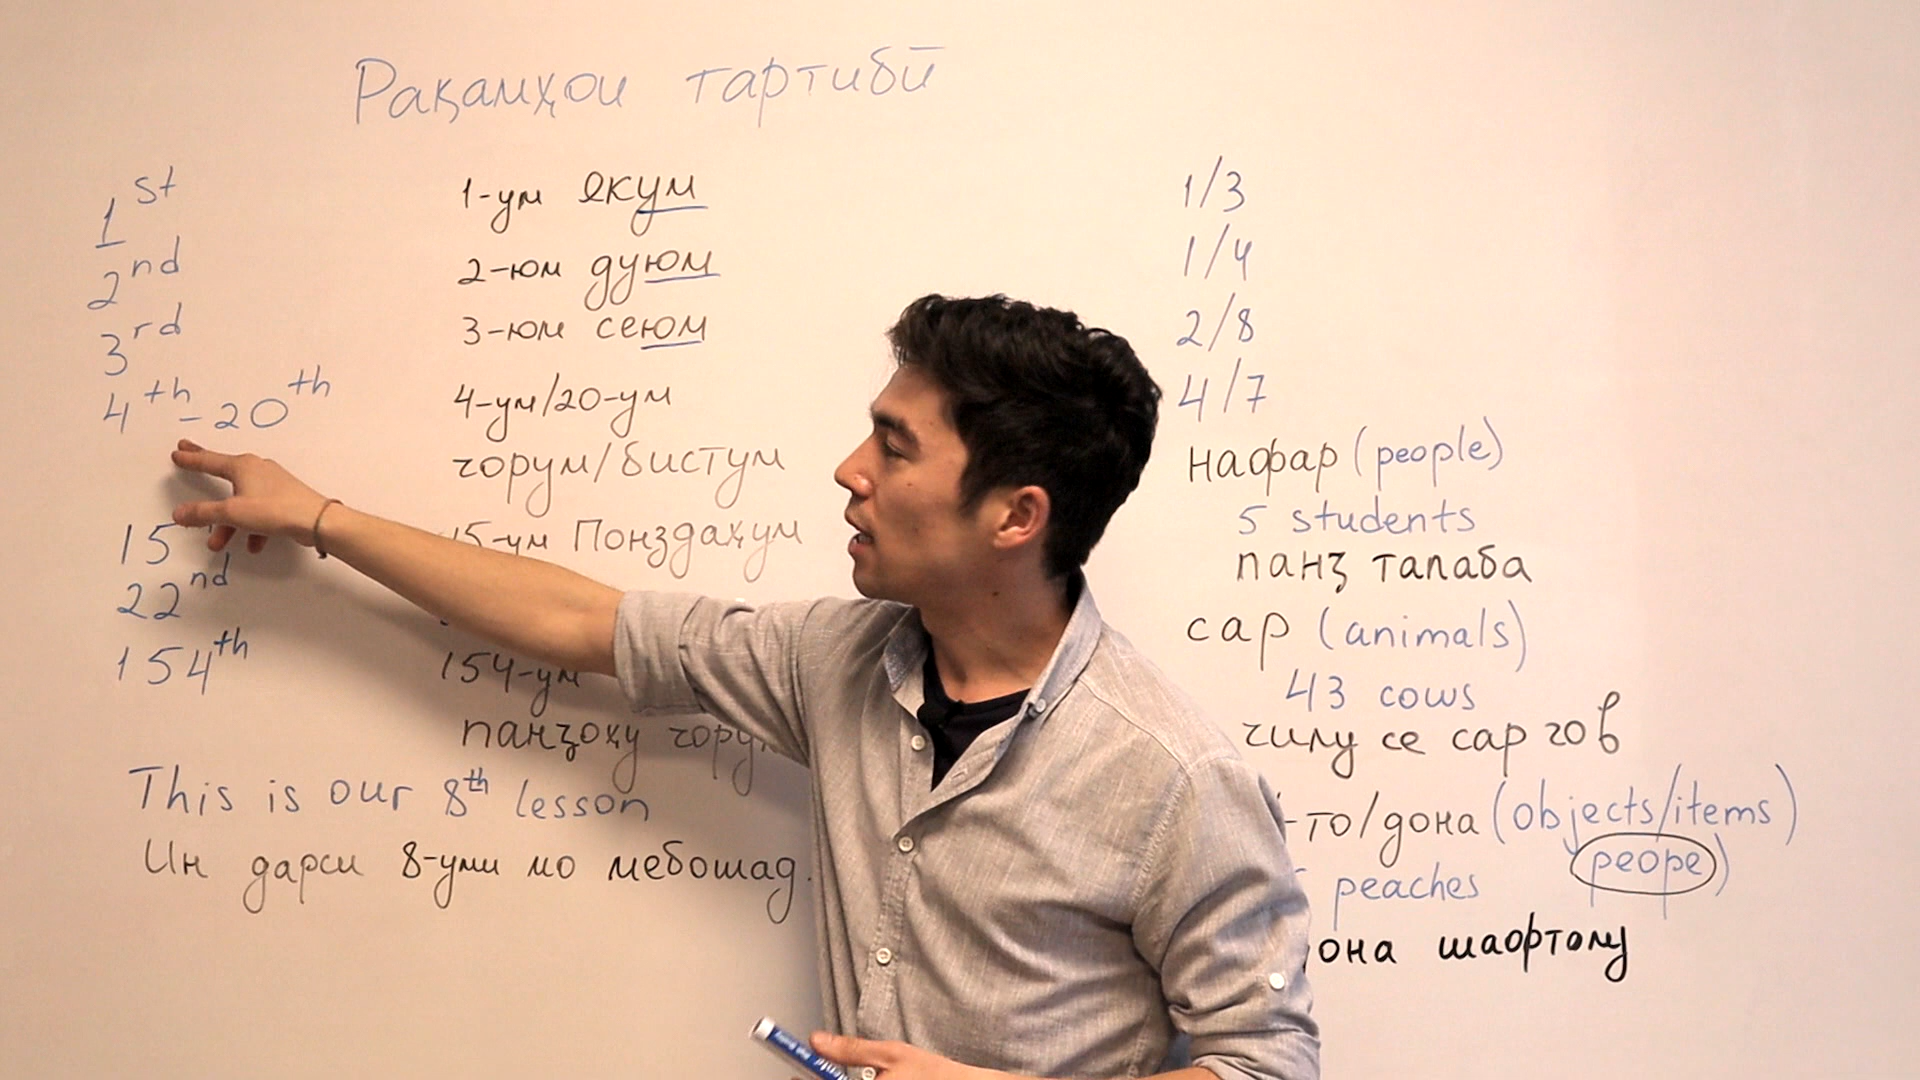 Рақамҳои тартибӣ
1st
2nd
3rd
4th-20th
15
22nd
154th
1-ум якум
2-юм дуюм
3-юм сеюм
4-ум/20-ум
чорум/бистум
15-ум Понздаҳум
154-ум
панҷоҳу
This is our 8th lesson
Ин дарси 8-уми мо мебошад.
1/3
1/4
2/8
4/7
нафар (people)
5 students
панҷ талаба
сар (animals)
43 cows
чилу се сар гов
-то/дона (objects/items)
peope)
peaches
шафтолу